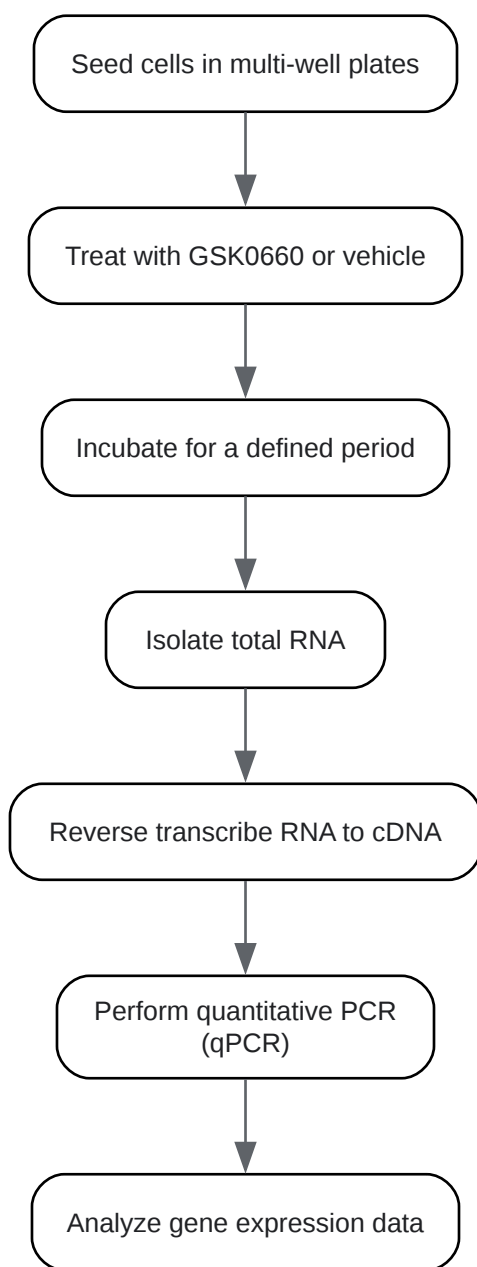 Seed cells in multi-well plates
Treat with GSK0660 or vehicle
Incubate for a defined period
Isolate total RNA
Reverse transcribe RNA to cDNA
Perform quantitative PCR
(qPCR)
Analyze gene expression data